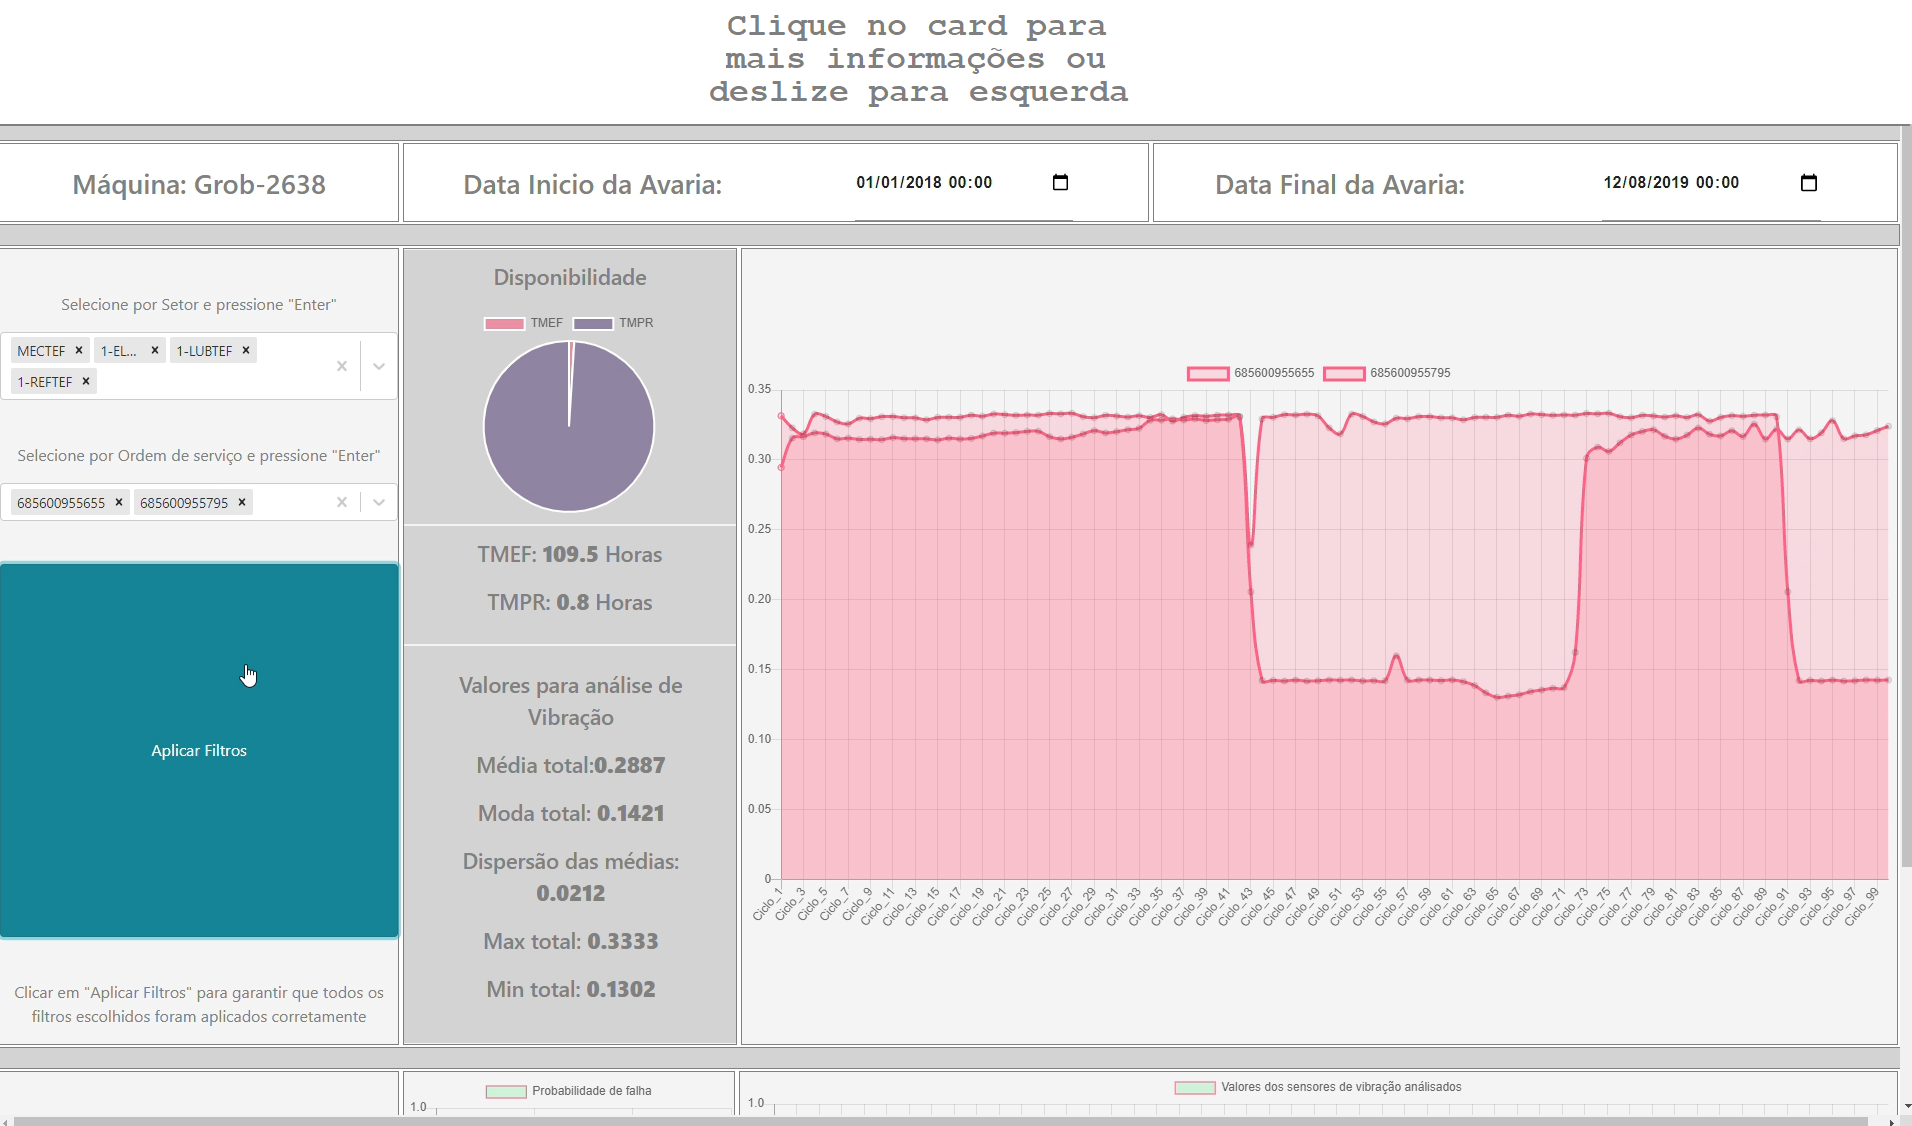 Clique no card para
mais informações ou
deslize para esquerda
Máquina: Grob-2638
Data Inicio da Avaria:
01/01/2018 00:00
Data Final da Avaria:
12/08/2019 00:00
Selecione por Setor e pressione "Enter"
MECTEF × 1-EL... × 1-LUBTEF ×
1-REFTEF ×
Selecione por Ordem de serviço e pressione "Enter"
685600955655 × 685600955795 ×
Aplicar Filtros
Clicar em "Aplicar Filtros" para garantir que todos os
filtros escolhidos foram aplicados corretamente
Disponibilidade
TMEF TMPR
TMEF: 109.5 Horas
TMPR: 0.8 Horas
Valores para análise de
Vibração
Média total:0.2887
Moda total: 0.1421
Dispersão das médias:
0.0212
Max total: 0.3333
Min total: 0.1302
685600955655 685600955795
0.35
0.30
0.25
0.20
0.15
0.10
0.05
0
Ciclo_1
Ciclo_3
Ciclo_5
Ciclo_7
Ciclo_9
Ciclo_11
Ciclo_13
Ciclo_15
Ciclo_17
Ciclo_19
Ciclo_21
Ciclo_23
Ciclo_25
Ciclo_27
Ciclo_29
Ciclo_31
Ciclo_33
Ciclo_35
Ciclo_37
Ciclo_39
Ciclo_41
Ciclo_43
Ciclo_45
Ciclo_47
Ciclo_49
Ciclo_51
Ciclo_53
Ciclo_55
Ciclo_57
Ciclo_59
Ciclo_61
Ciclo_63
Ciclo_65
Ciclo_67
Ciclo_69
Ciclo_71
Ciclo_73
Ciclo_75
Ciclo_77
Ciclo_79
Ciclo_81
Ciclo_83
Ciclo_85
Ciclo_87
Ciclo_89
Ciclo_91
Ciclo_93
Ciclo_95
Ciclo_97
Ciclo_99
Probabilidade de falha
1.0
Valores dos sensores de vibração análisados
1.0